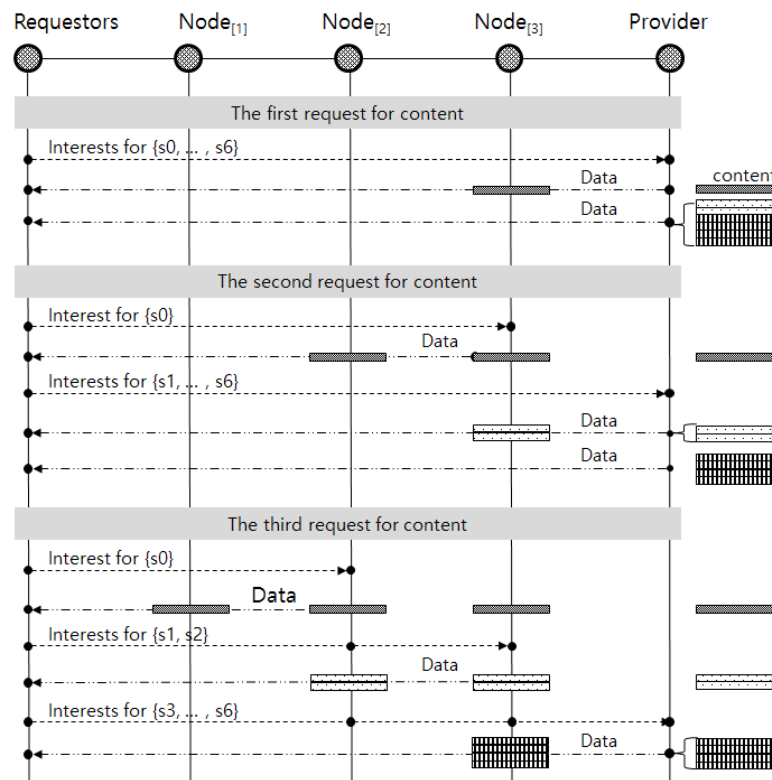 Requestors Node[1] Node[2] Node[3] Provider
The first request for content
Interests for {s0, ... , s6}
Data content
Data
The second request for content
Interest for {s0}
Data
Interests for {s1, ... , s6}
Data
Data
The third request for content
Interest for {s0}
Data
Interests for {s1, s2}
Data
Interests for {s3, ... , s6}
Data